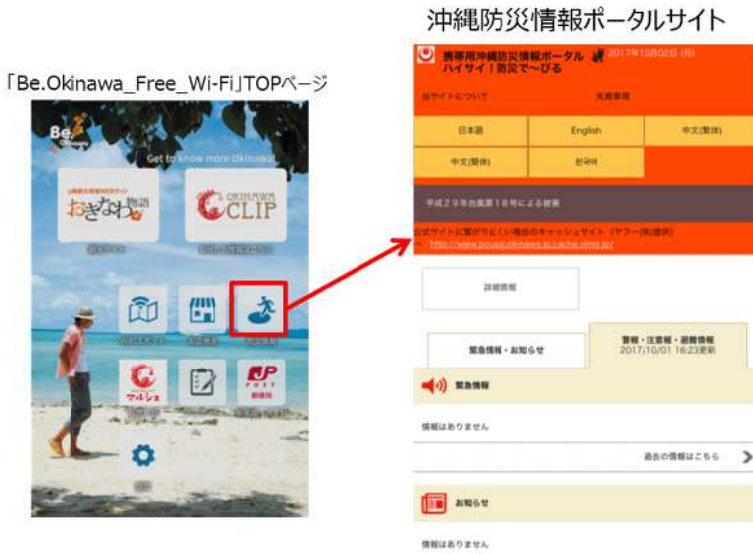 沖縄防災情報ポータルサイト
「Be.Okinawa_Free_Wi-Fi」TOPページ
Be.
Okinawa
Get to know more Okinawa!
おきなわ物語
OKINAWA
CLIP
マルシェ
JP
POST
郵便局
携帯用沖縄防災情報ポータル
ハイサイ!防災で〜びる
2017年10月02日 (月)
当サイトについて
免責事項
日本語
English
中文(繁体)
中文(簡体)
한국어
平成29年台風第18号による被害
公式サイトに繋がりにくい場合のキャッシュサイト(ヤフー(株)提供)
詳細情報
緊急情報・お知らせ
警報・注意報・避難情報
2017/10/01 16:23更新
緊急情報
情報はありません
過去の情報はこちら
お知らせ
情報はありません